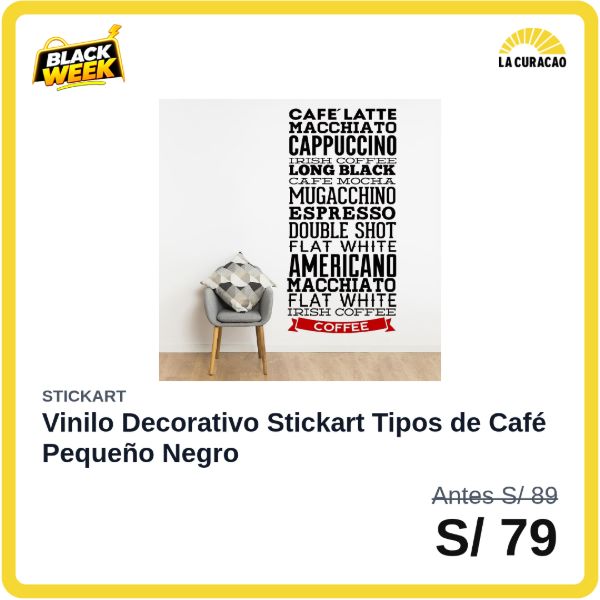 BLACK
WEEK
LA CURACAO
CAFE´LATTE
MACCHIATO
CAPPUCCINO
IRISH COFFEE
LONG BLACK
CAFE MOCHA
MUGACCHINO
ESPRESSO
DOUBLE SHOT
FLAT WHITE
AMERICANO
MACCHIATO
FLAT WHITE
IRISH COFFEE
COFFEE
STICKART
Vinilo Decorativo Stickart Tipos de Café
Pequeño Negro
Antes S/ 89
S/ 79